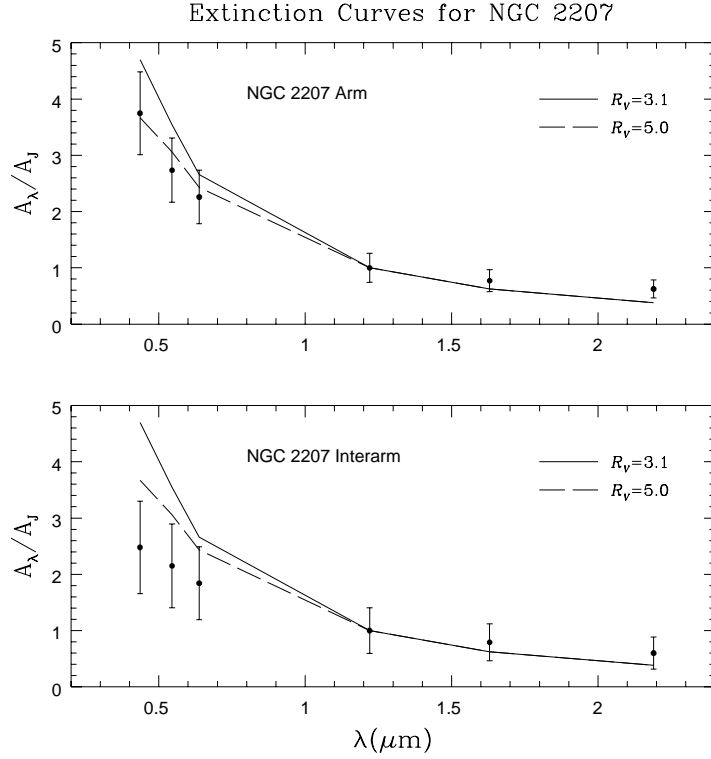 Extinction Curves for NGC 2207
5
4
3
2
1
0
A_λ/A_J
NGC 2207 Arm
R_V=3.1
R_V=5.0
0.5 1 1.5 2
5
4
3
2
1
0
A_λ/A_J
NGC 2207 Interarm
R_V=3.1
R_V=5.0
0.5 1 1.5 2
λ(μm)